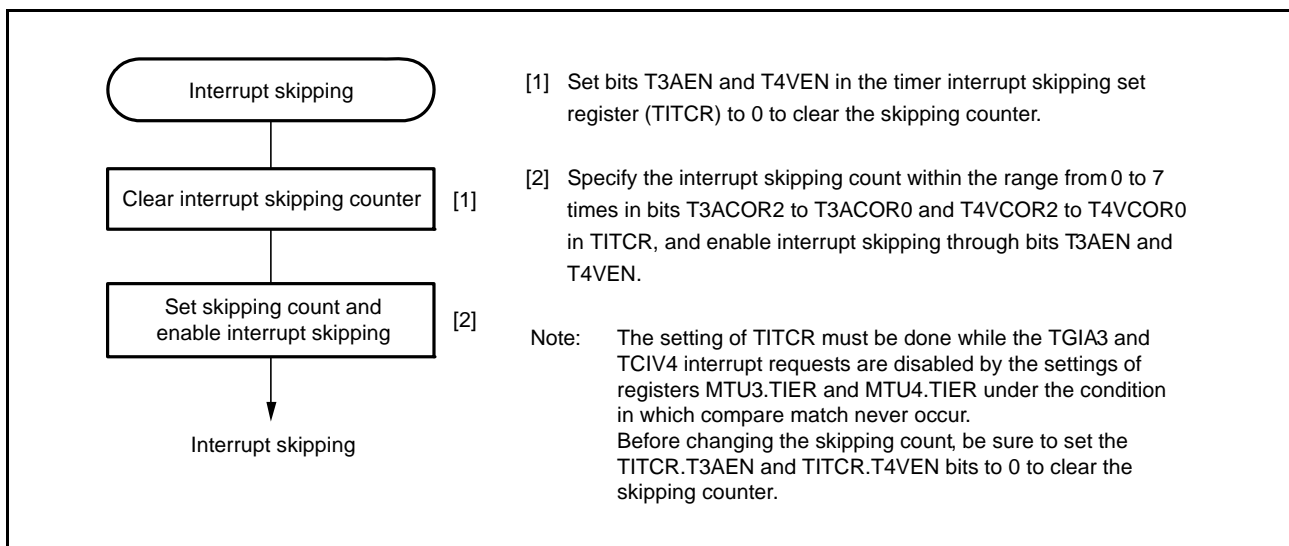 Interrupt skipping
Clear interrupt skipping counter
[1]
Set skipping count and
enable interrupt skipping
[2]
Interrupt skipping
[1] Set bits T3AEN and T4VEN in the timer interrupt skipping set
register (TITCR) to 0 to clear the skipping counter.
[2] Specify the interrupt skipping count within the range from 0 to 7
times in bits T3ACOR2 to T3ACOR0 and T4VCOR2 to T4VCOR0
in TITCR, and enable interrupt skipping through bits T3AEN and
T4VEN.
Note: The setting of TITCR must be done while the TGIA3 and
TCIV4 interrupt requests are disabled by the settings of
registers MTU3.TIER and MTU4.TIER under the condition
in which compare match never occur.
Before changing the skipping count, be sure to set the
TITCR.T3AEN and TITCR.T4VEN bits to 0 to clear the
skipping counter.